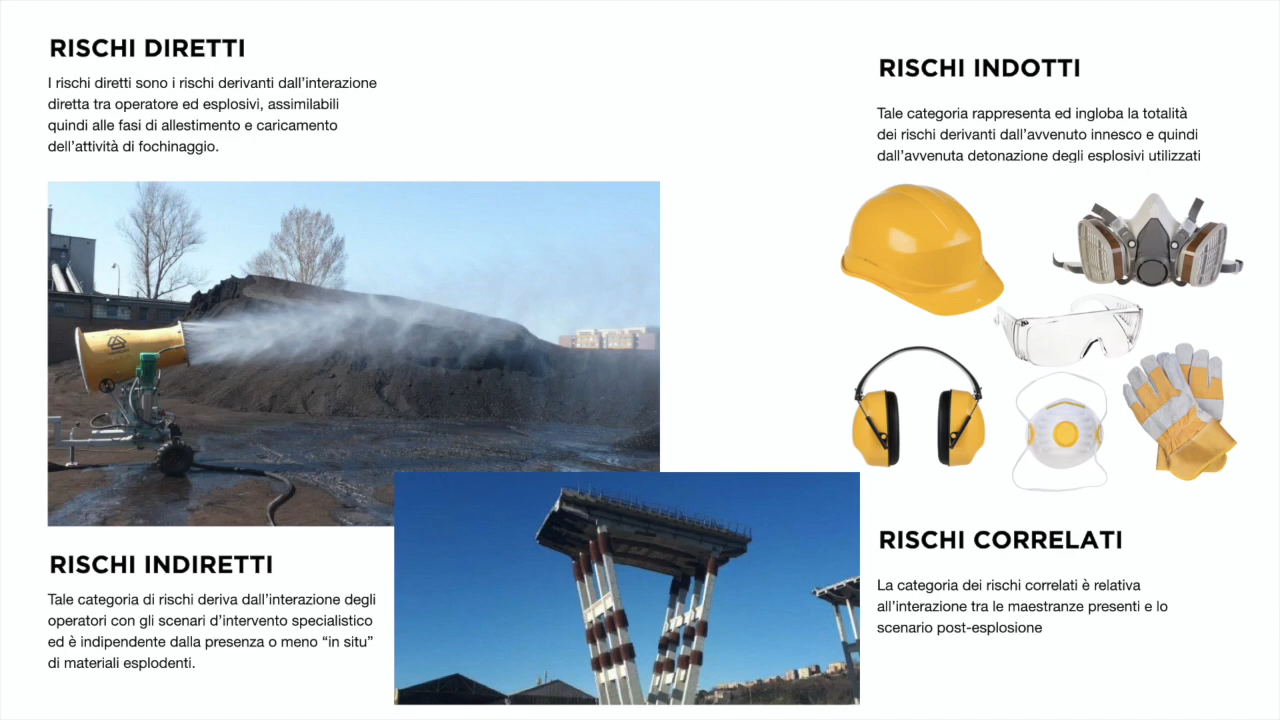 RISCHI DIRETTI
I rischi diretti sono i rischi derivanti dall’interazione
diretta tra operatore ed esplosivi, assimilabili
quindi alle fasi di allestimento e caricamento
dell’attività di fochinaggio.
RISCHI INDOTTI
Tale categoria rappresenta ed ingloba la totalità
dei rischi derivanti dall’avvenuto innesco e quindi
dall’avvenuta detonazione degli esplosivi utilizzati
RISCHI INDIRETTI
Tale categoria di rischi deriva dall’interazione degli
operatori con gli scenari d’intervento specialistico
ed è indipendente dalla presenza o meno “in situ”
di materiali esplodenti.
RISCHI CORRELATI
La categoria dei rischi correlati è relativa
all’interazione tra le maestranze presenti e lo
scenario post-esplosione